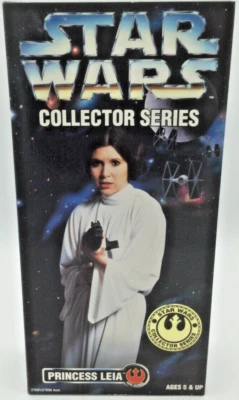 STAR
WARS
COLLECTOR SERIES
STAR WARS
COLLECTOR SERIES
PRINCESS LEIA
AGES 5 & UP